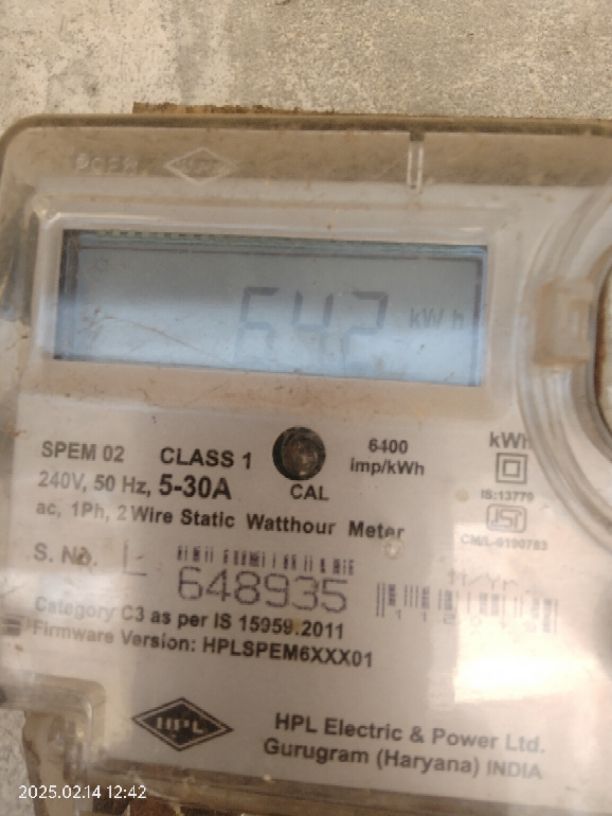 642 kWh
SPEM 02 CLASS 1
6400 imp/kWh
kWh
240V, 50 Hz, 5-30A
CAL
IS:13779
ac, 1Ph, 2 Wire Static Watthour Meter
CM/L-9190783
S. No.
648935
Category C3 as per IS 15959:2011
Firmware Version: HPLSPEM6XXX01
HPL
HPL Electric & Power Ltd.
Gurugram (Haryana) INDIA
2025.02.14 12:42